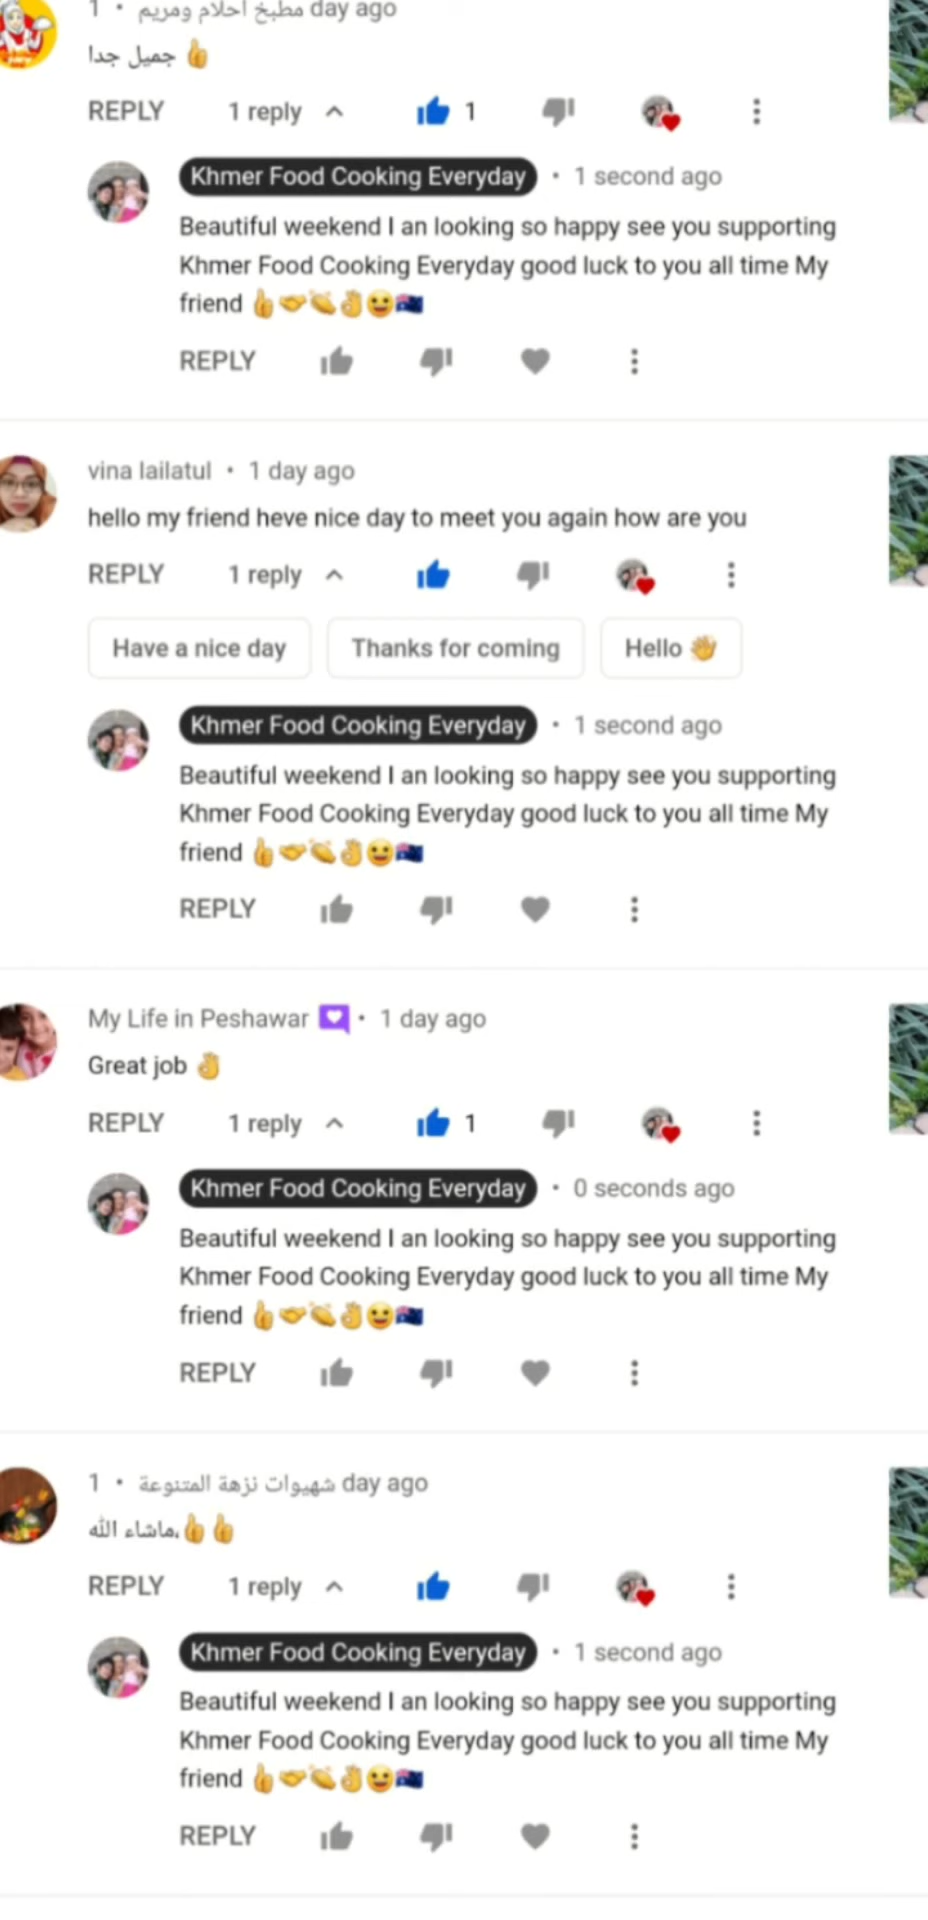 1 • مطبخ احلام ومريم day ago
جميل جدا 👍
REPLY 1 reply 1
Khmer Food Cooking Everyday • 1 second ago
Beautiful weekend I an looking so happy see you supporting
Khmer Food Cooking Everyday good luck to you all time My
friend 👍🤝👏👌😀🇦🇺
REPLY
vina lailatul • 1 day ago
hello my friend heve nice day to meet you again how are you
REPLY 1 reply
Have a nice day Thanks for coming Hello 👋
Khmer Food Cooking Everyday • 1 second ago
Beautiful weekend I an looking so happy see you supporting
Khmer Food Cooking Everyday good luck to you all time My
friend 👍🤝👏👌😀🇦🇺
REPLY
My Life in Peshawar • 1 day ago
Great job 👌
REPLY 1 reply 1
Khmer Food Cooking Everyday • 0 seconds ago
Beautiful weekend I an looking so happy see you supporting
Khmer Food Cooking Everyday good luck to you all time My
friend 👍🤝👏👌😀🇦🇺
REPLY
1 • شهيوات نزهة المتنوعة day ago
ماشاء الله،👍👍
REPLY 1 reply
Khmer Food Cooking Everyday • 1 second ago
Beautiful weekend I an looking so happy see you supporting
Khmer Food Cooking Everyday good luck to you all time My
friend 👍🤝👏👌😀🇦🇺
REPLY